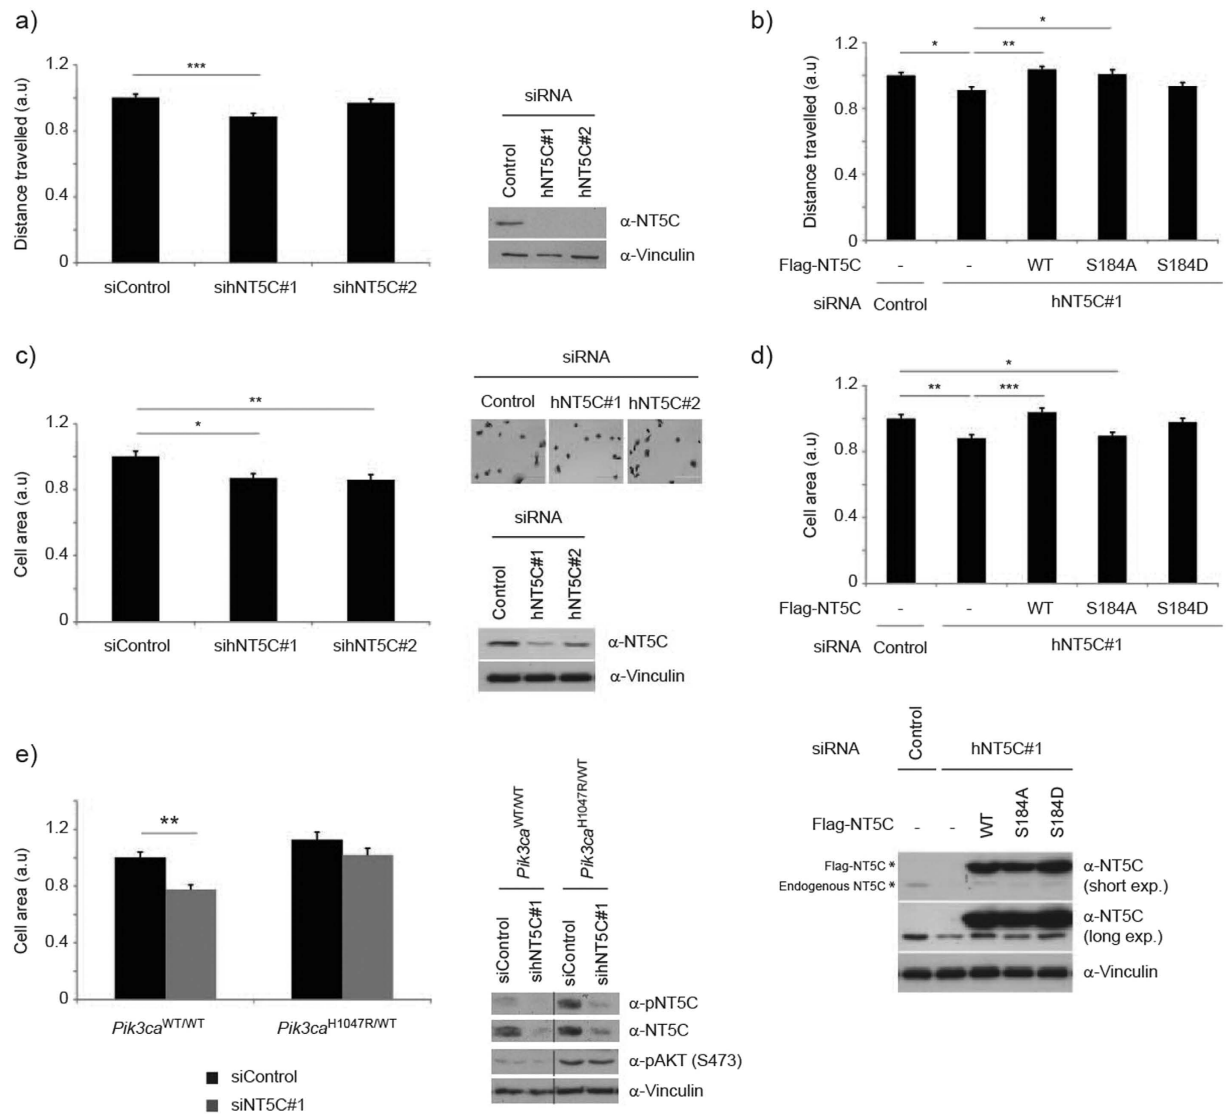 a)
Distance travelled (a.u)
1.2
0.8
0.4
0
***
siControl
sihNT5C#1
sihNT5C#2
siRNA
Control
hNT5C#1
hNT5C#2
α-NT5C
α-Vinculin
b)
Distance travelled (a.u)
1.2
0.8
0.4
0
*
*
**
Flag-NT5C
-
-
WT
S184A
S184D
siRNA
Control
hNT5C#1
c)
Cell area (a.u)
1.2
0.8
0.4
0
**
*
siControl
sihNT5C#1
sihNT5C#2
siRNA
Control
hNT5C#1
hNT5C#2
siRNA
Control
hNT5C#1
hNT5C#2
α-NT5C
α-Vinculin
d)
Cell area (a.u)
1.2
0.8
0.4
0
*
**
***
Flag-NT5C
-
-
WT
S184A
S184D
siRNA
Control
hNT5C#1
siRNA
Control
hNT5C#1
Flag-NT5C
-
-
WT
S184A
S184D
Flag-NT5C *
Endogenous NT5C *
α-NT5C
(short exp.)
α-NT5C
(long exp.)
α-Vinculin
e)
Cell area (a.u)
1.2
0.8
0.4
0
**
Pik3ca WT/WT
Pik3ca H1047R/WT
siControl
siNT5C#1
Pik3ca WT/WT
Pik3ca H1047R/WT
siControl
sihNT5C#1
siControl
sihNT5C#1
α-pNT5C
α-NT5C
α-pAKT (S473)
α-Vinculin